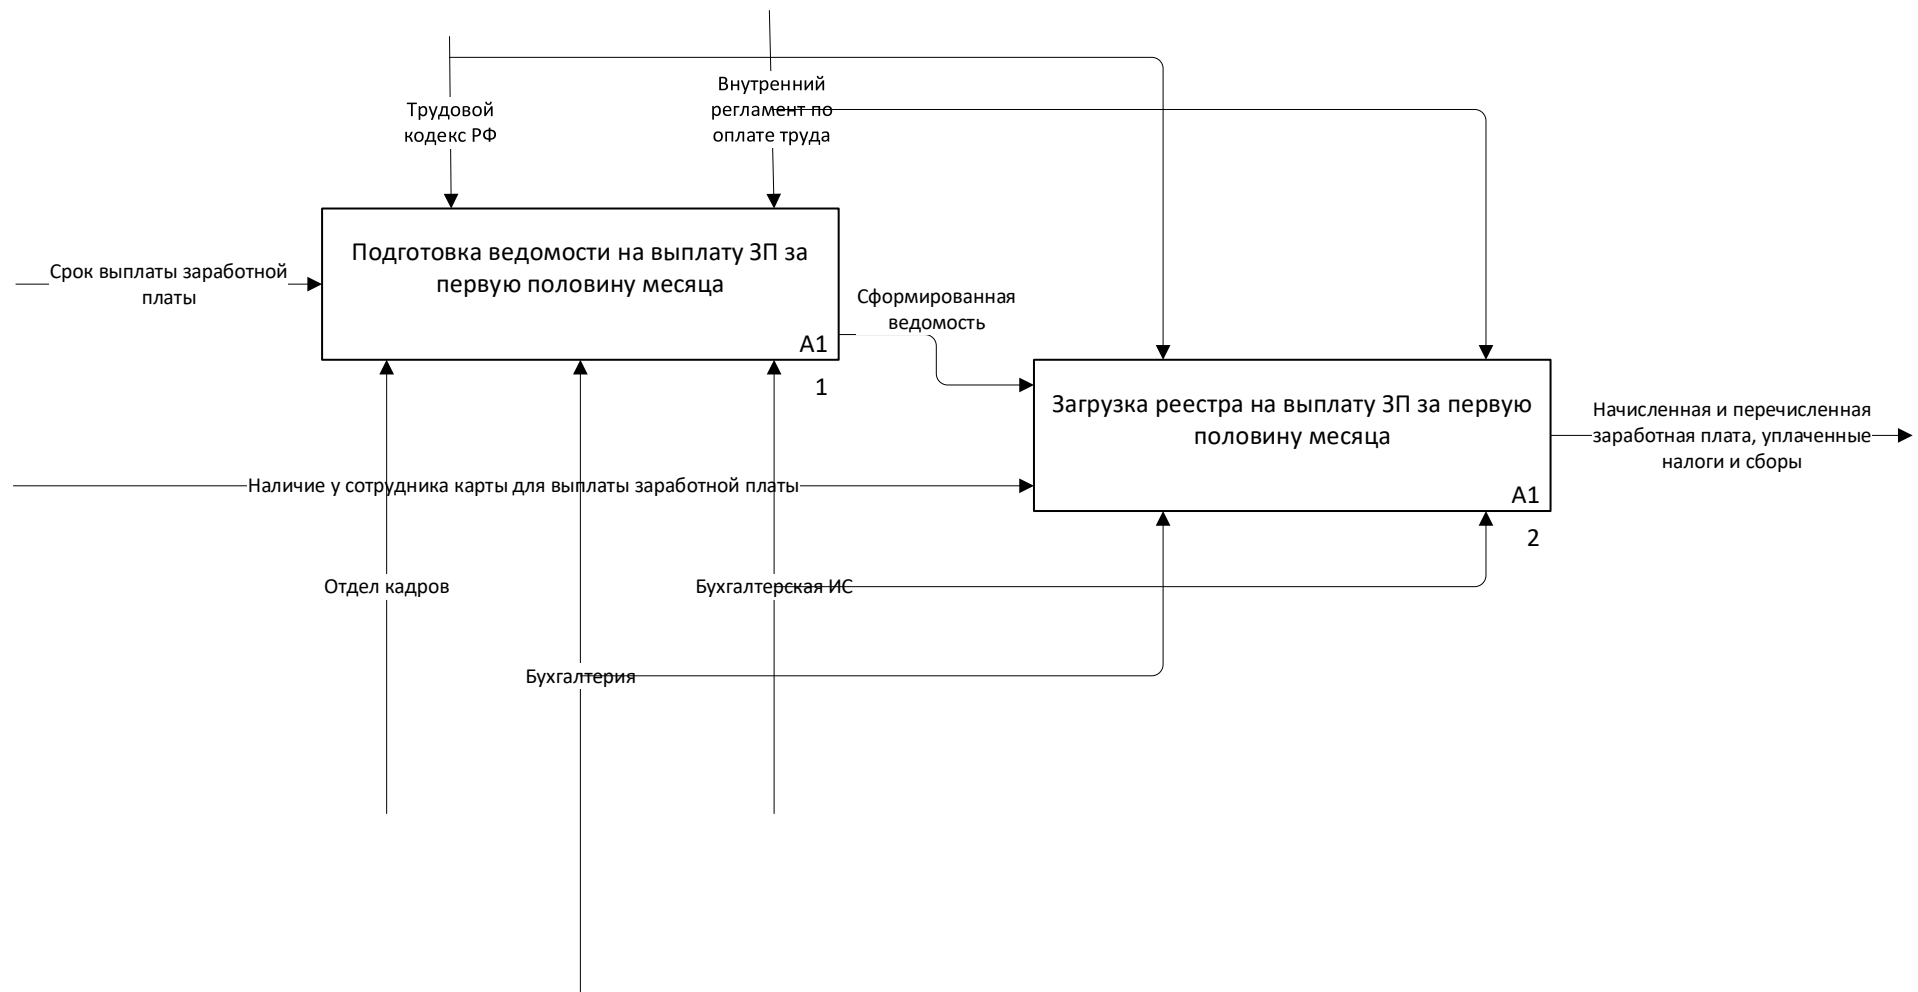 Внутренний
регламент по
оплате труда
Трудовой
кодекс РФ
Срок выплаты заработной
платы
Подготовка ведомости на выплату ЗП за
первую половину месяца
А1
1
Сформированная
ведомость
Загрузка реестра на выплату ЗП за первую
половину месяца
А1
2
Начисленная и перечисленная
заработная плата, уплаченные
налоги и сборы
Наличие у сотрудника карты для выплаты заработной платы
Отдел кадров
Бухгалтерская ИС
Бухгалтерия